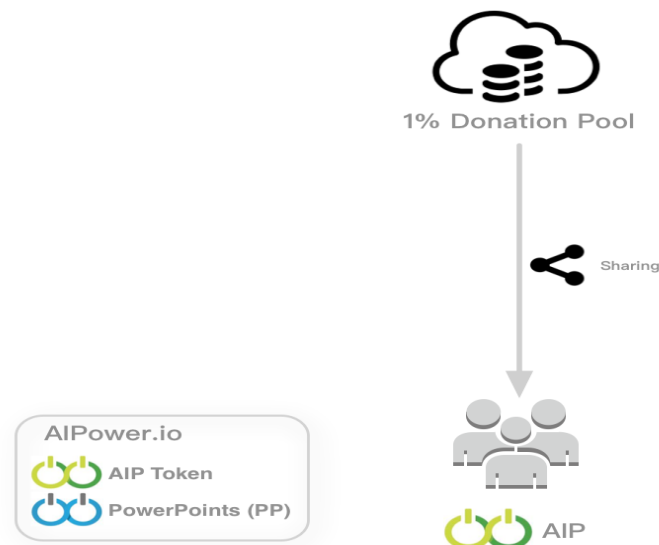 1% Donation Pool
Sharing
AIPower.io
AIP Token
PowerPoints (PP)
AIP